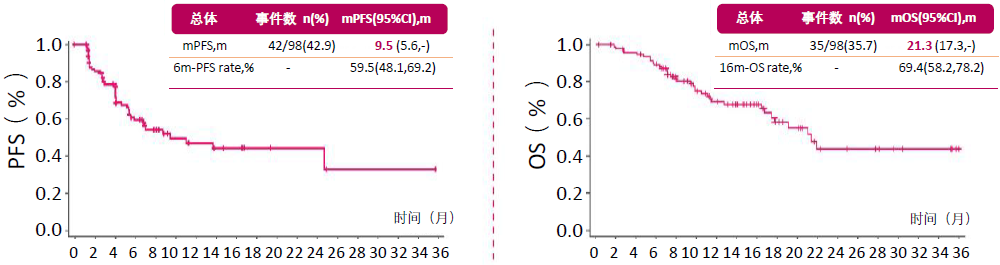 总体 事件数 n(%) mPFS(95%CI),m
mPFS,m 42/98(42.9) 9.5 (5.6,-)
6m-PFS rate,% - 59.5(48.1,69.2)
PFS（%）
1.0
0.8
0.6
0.4
0.2
0.0
时间（月）
0 2 4 6 8 10 12 14 16 18 20 22 24 26 28 30 32 34 36
总体 事件数 n(%) mOS(95%CI),m
mOS,m 35/98(35.7) 21.3 (17.3,-)
16m-OS rate,% - 69.4(58.2,78.2)
OS（%）
1.0
0.8
0.6
0.4
0.2
0.0
时间（月）
0 2 4 6 8 10 12 14 16 18 20 22 24 26 28 30 32 34 36